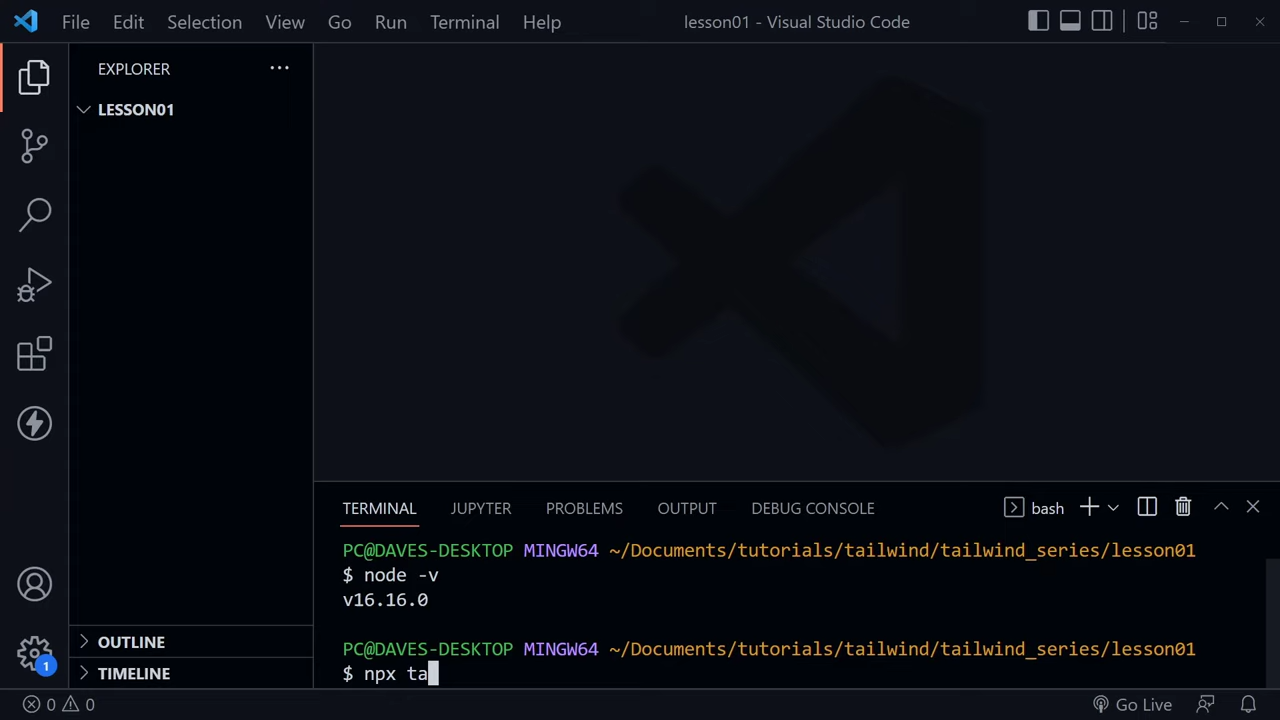 File Edit Selection View Go Run Terminal Help lesson01 - Visual Studio Code
EXPLORER
LESSON01
TERMINAL JUPYTER PROBLEMS OUTPUT DEBUG CONSOLE bash
PC@DAVES-DESKTOP MINGW64 ~/Documents/tutorials/tailwind/tailwind_series/lesson01
$ node -v
v16.16.0
PC@DAVES-DESKTOP MINGW64 ~/Documents/tutorials/tailwind/tailwind_series/lesson01
$ npx ta
OUTLINE
TIMELINE
1
0 0 Go Live